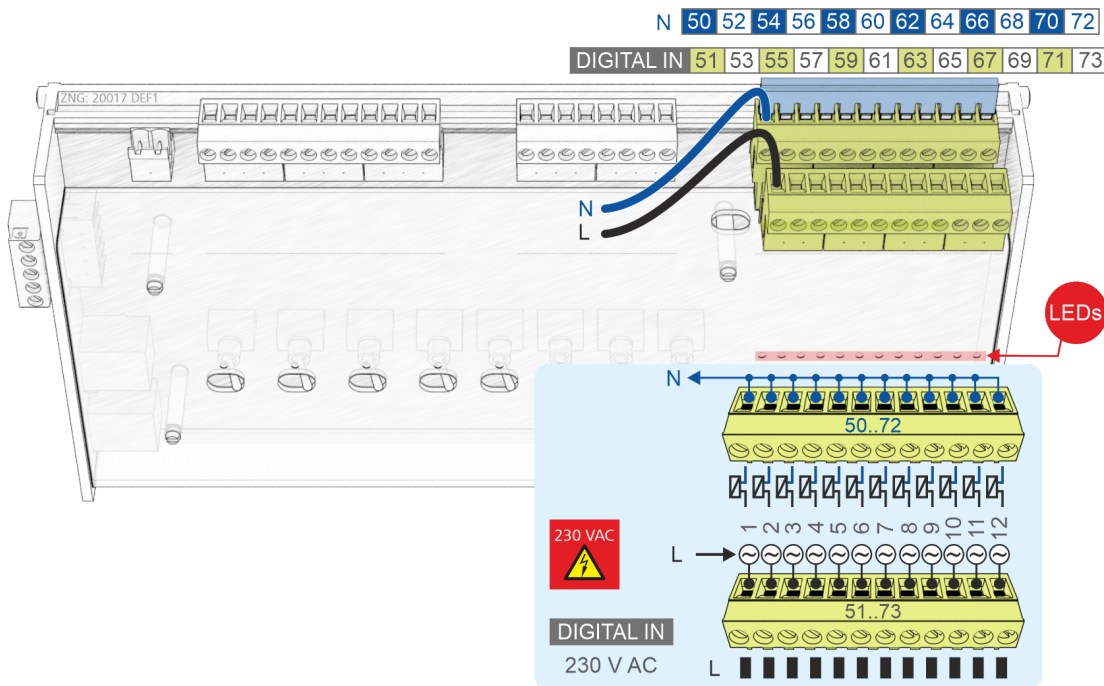 N 50 52 54 56 58 60 62 64 66 68 70 72
DIGITAL IN 51 53 55 57 59 61 63 65 67 69 71 73
ZNG: 20017 DEF1
N
L
LEDs
N
50..72
1 2 3 4 5 6 7 8 9 10 11 12
230 VAC
L
51..73
DIGITAL IN
230 V AC
L